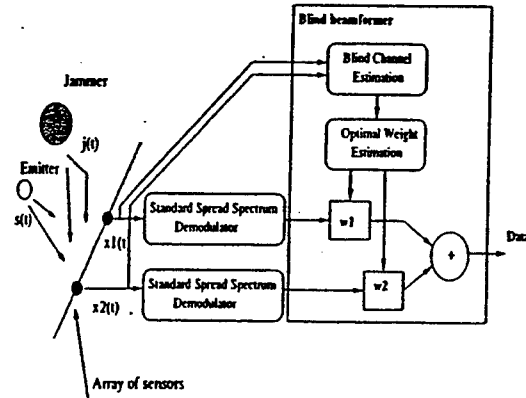 Blind beamformer
Jammer
Blind Channel
Estimation
j(t)
Optimal Weight
Estimation
Emitter
s(t)
Standard Spread Spectrum
Demodulator
w1
x1(t)
Data
+
Standard Spread Spectrum
Demodulator
w2
x2(t)
Array of sensors